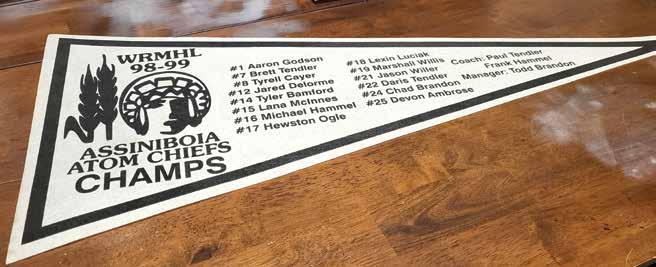 WRMHL
98-99
ASSINIBOIA
ATOM CHIEFS
CHAMPS
#1 Aaron Godson
#7 Brett Tendler
#8 Tyrell Cayer
#12 Jared Delorme
#14 Tyler Bamford
#15 Lana McInnes
#16 Michael Hammel
#17 Hewston Ogle
#18 Lexin Luciak
#19 Marshall Willis
#21 Jason Willer
#22 Daris Tendler
#24 Chad Brandon
#25 Devon Ambrose
Coach: Paul Tendler
Frank Hammel
Manager: Todd Brandon